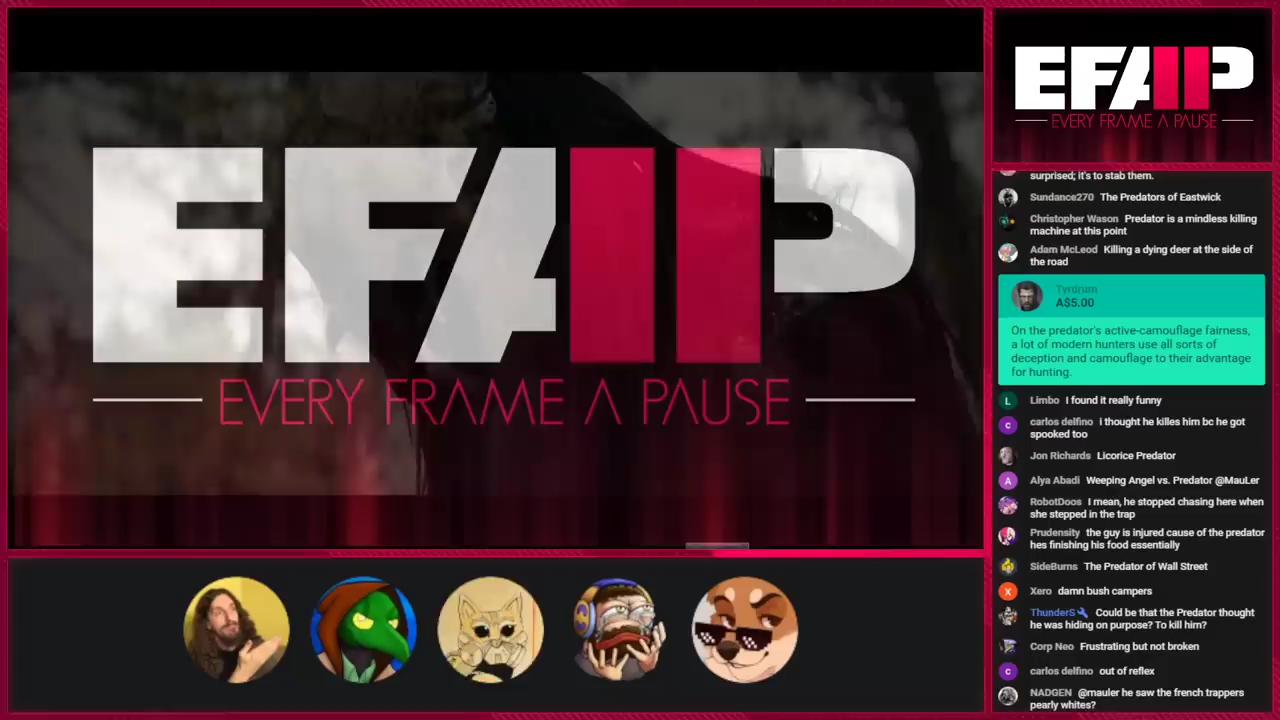 EFAP
EVERY FRAME A PAUSE
EFAP
EVERY FRAME A PAUSE
surprised; it's to stab them.
Sundance270 The Predators of Eastwick
Christopher Wason Predator is a mindless killing
machine at this point
Adam McLeod Killing a dying deer at the side of
the road
Tyrdrum
A$5.00
On the predator's active-camouflage fairness,
a lot of modern hunters use all sorts of
deception and camouflage to their advantage
for hunting.
L Limbo I found it really funny
c carlos delfino i thought he killes him bc he got
spooked too
Jon Richards Licorice Predator
A Alya Abadi Weeping Angel vs. Predator @MauLer
RobotDoos I mean, he stopped chasing here when
she stepped in the trap
Prudensity the guy is injured cause of the predator
hes finishing his food essentially
SideBurns The Predator of Wall Street
X Xero damn bush campers
ThunderS Could be that the Predator thought
he was hiding on purpose? To kill him?
Corp Neo Frustrating but not broken
c carlos delfino out of reflex
NADGEN @mauler he saw the french trappers
pearly whites?